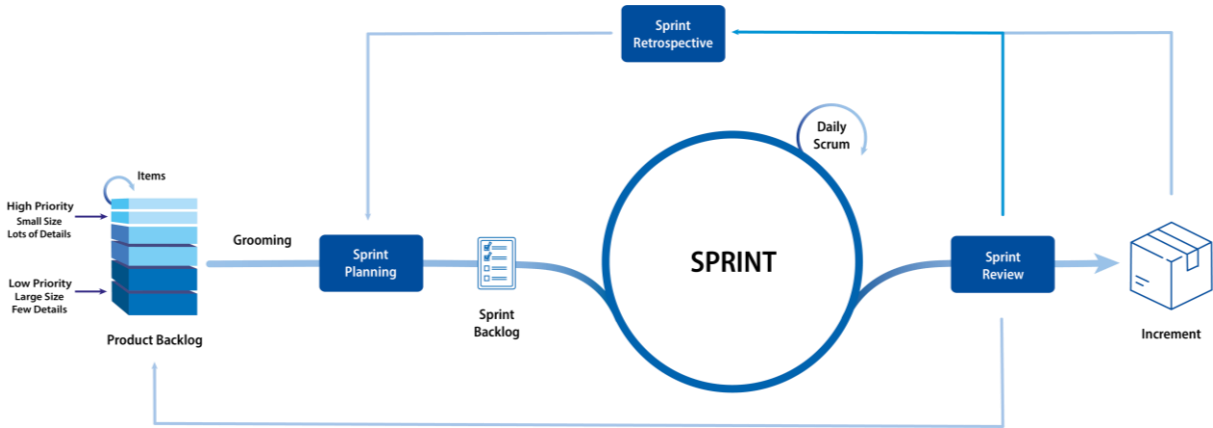 Sprint
Retrospective
Daily
Scrum
Items
High Priority
Small Size
Lots of Details
Low Priority
Large Size
Few Details
Product Backlog
Grooming
Sprint
Planning
Sprint
Backlog
SPRINT
Sprint
Review
Increment